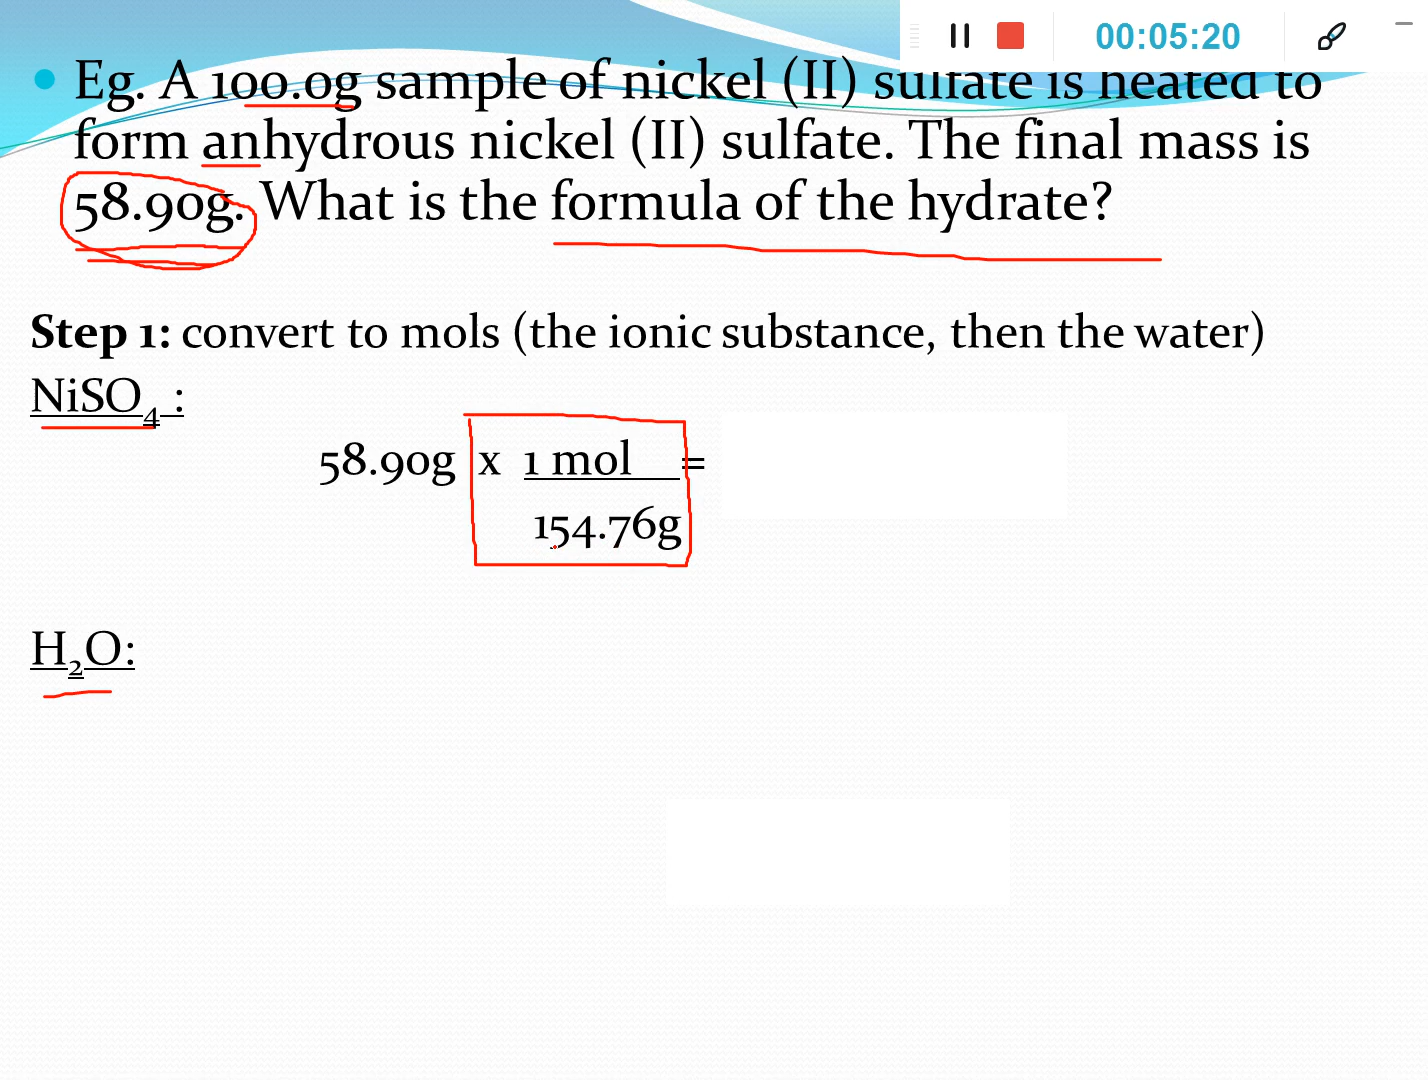 00:05:20
• Eg. A 100.0g sample of nickel (II) sulfate is heated to
form anhydrous nickel (II) sulfate. The final mass is
58.90g. What is the formula of the hydrate?
Step 1: convert to mols (the ionic substance, then the water)
NiSO₄ :
58.90g x 1 mol =
154.76g
H₂O: